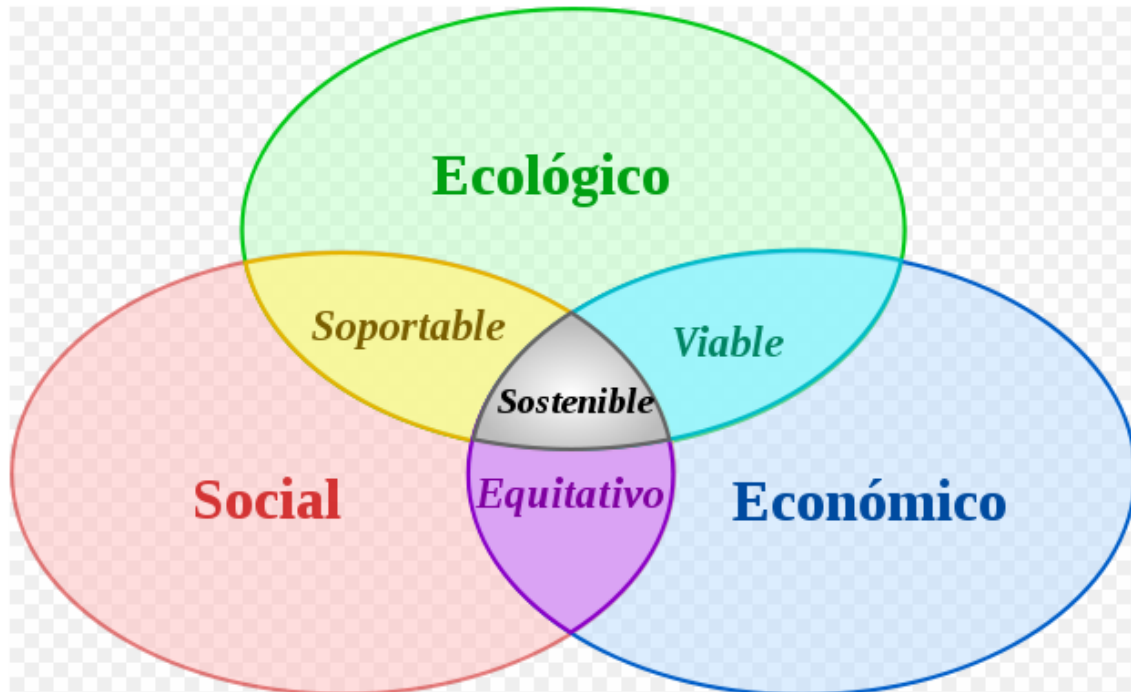 Ecológico
Soportable
Viable
Sostenible
Equitativo
Social
Económico